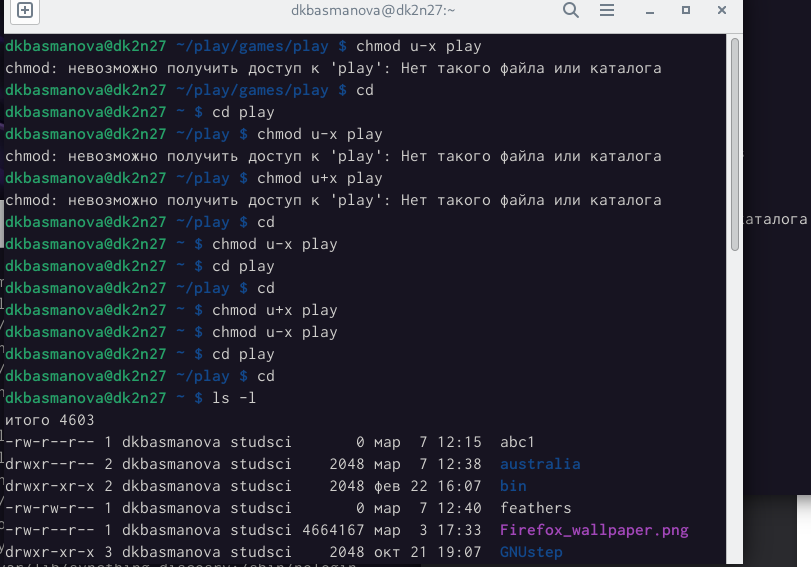 dkbasmanova@dk2n27:~
dkbasmanova@dk2n27 ~/play/games/play $ chmod u-x play
chmod: невозможно получить доступ к 'play': Нет такого файла или каталога
dkbasmanova@dk2n27 ~/play/games/play $ cd
dkbasmanova@dk2n27 ~ $ cd play
dkbasmanova@dk2n27 ~/play $ chmod u-x play
chmod: невозможно получить доступ к 'play': Нет такого файла или каталога
dkbasmanova@dk2n27 ~/play $ chmod u+x play
chmod: невозможно получить доступ к 'play': Нет такого файла или каталога
dkbasmanova@dk2n27 ~/play $ cd
dkbasmanova@dk2n27 ~ $ chmod u-x play
dkbasmanova@dk2n27 ~ $ cd play
dkbasmanova@dk2n27 ~/play $ cd
dkbasmanova@dk2n27 ~ $ chmod u+x play
dkbasmanova@dk2n27 ~ $ chmod u-x play
dkbasmanova@dk2n27 ~ $ cd play
dkbasmanova@dk2n27 ~/play $ cd
dkbasmanova@dk2n27 ~ $ ls -l
итого 4603
-rw-r--r-- 1 dkbasmanova studsci 0 мар 7 12:15 abc1
drwxr--r-- 2 dkbasmanova studsci 2048 мар 7 12:38 australia
drwxr-xr-x 2 dkbasmanova studsci 2048 фев 22 16:07 bin
-rw-rw-r-- 1 dkbasmanova studsci 0 мар 7 12:40 feathers
-rw-r--r-- 1 dkbasmanova studsci 4664167 мар 3 17:33 Firefox_wallpaper.png
drwxr-xr-x 3 dkbasmanova studsci 2048 окт 21 19:07 GNUstep